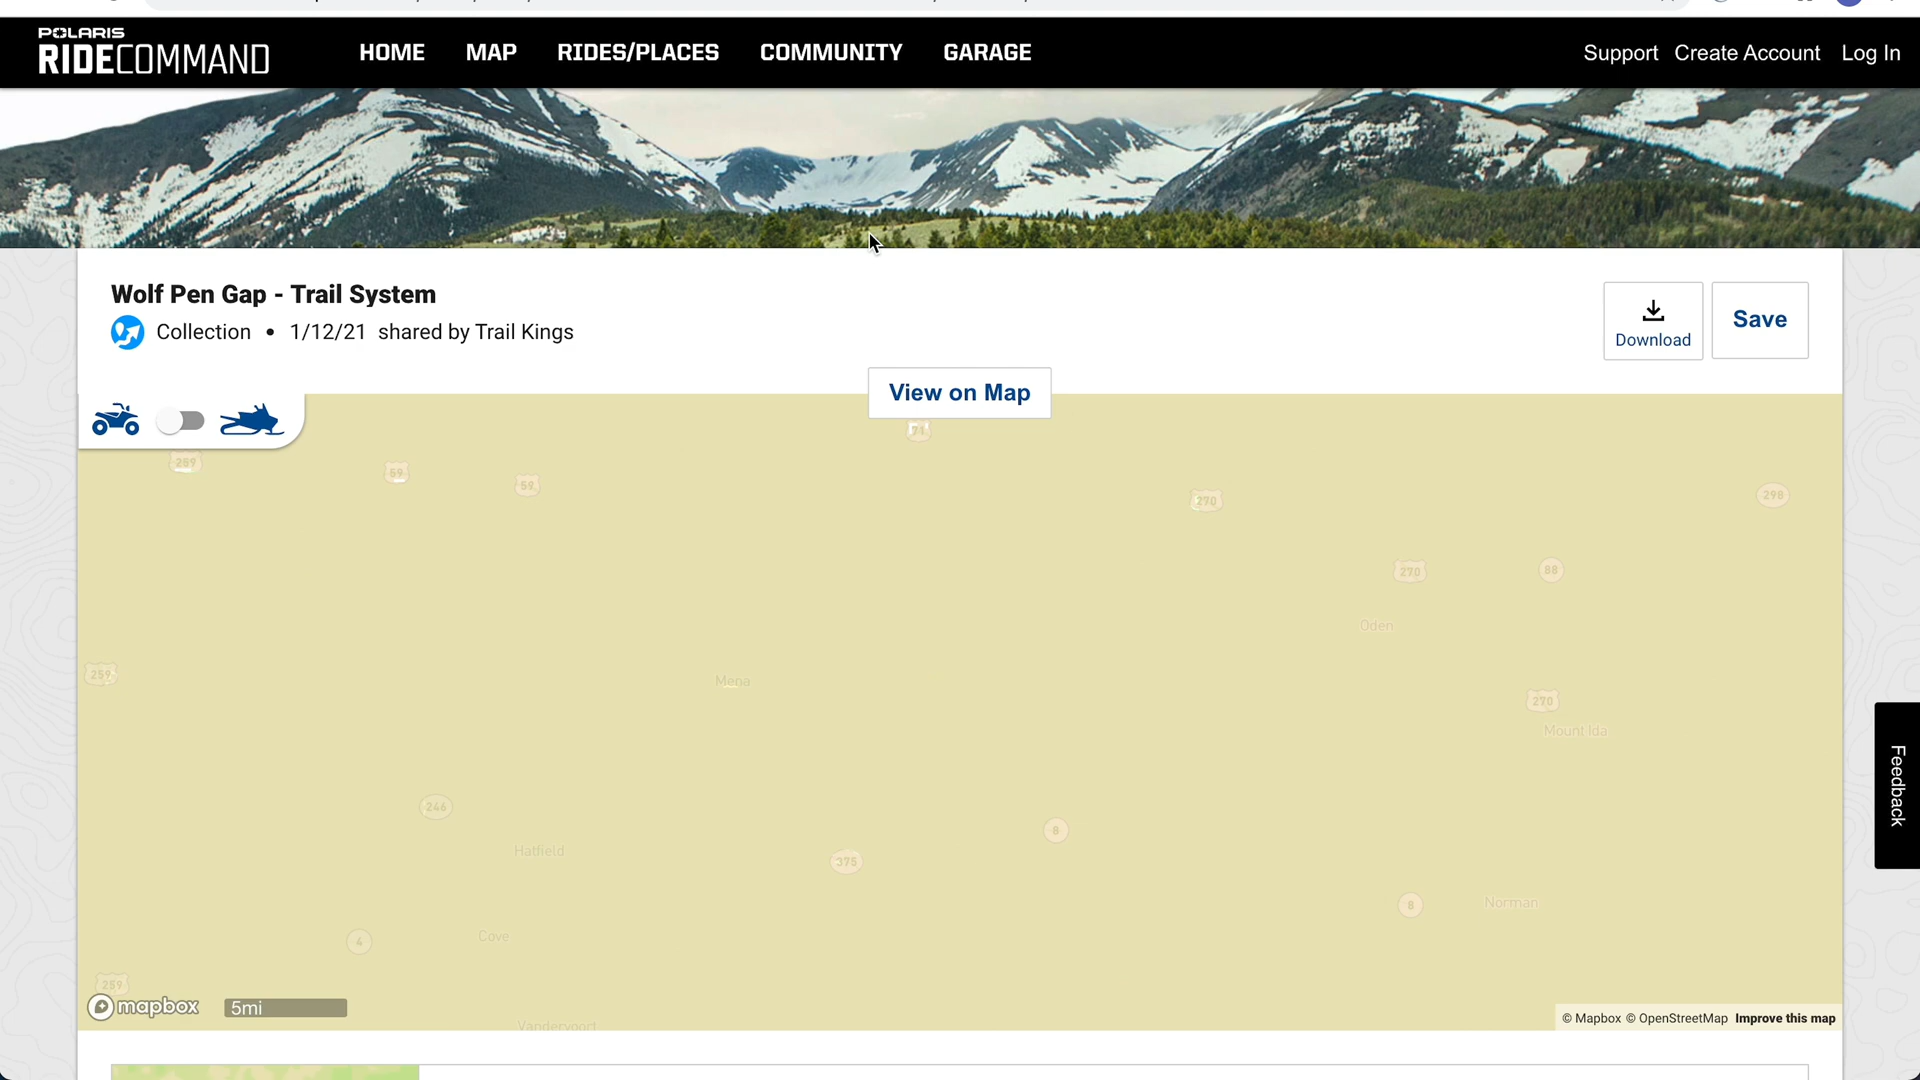 POLARIS
RIDECOMMAND
HOME MAP RIDES/PLACES COMMUNITY GARAGE
Support Create Account Log In
Wolf Pen Gap - Trail System
Collection • 1/12/21 shared by Trail Kings
Download
Save
View on Map
71
259
59
59
270
298
270
88
Oden
259
Mena
270
Mount Ida
246
8
Hatfield
375
8
Norman
4
Cove
259
mapbox
5mi
Vandervoort
© Mapbox © OpenStreetMap Improve this map
Feedback